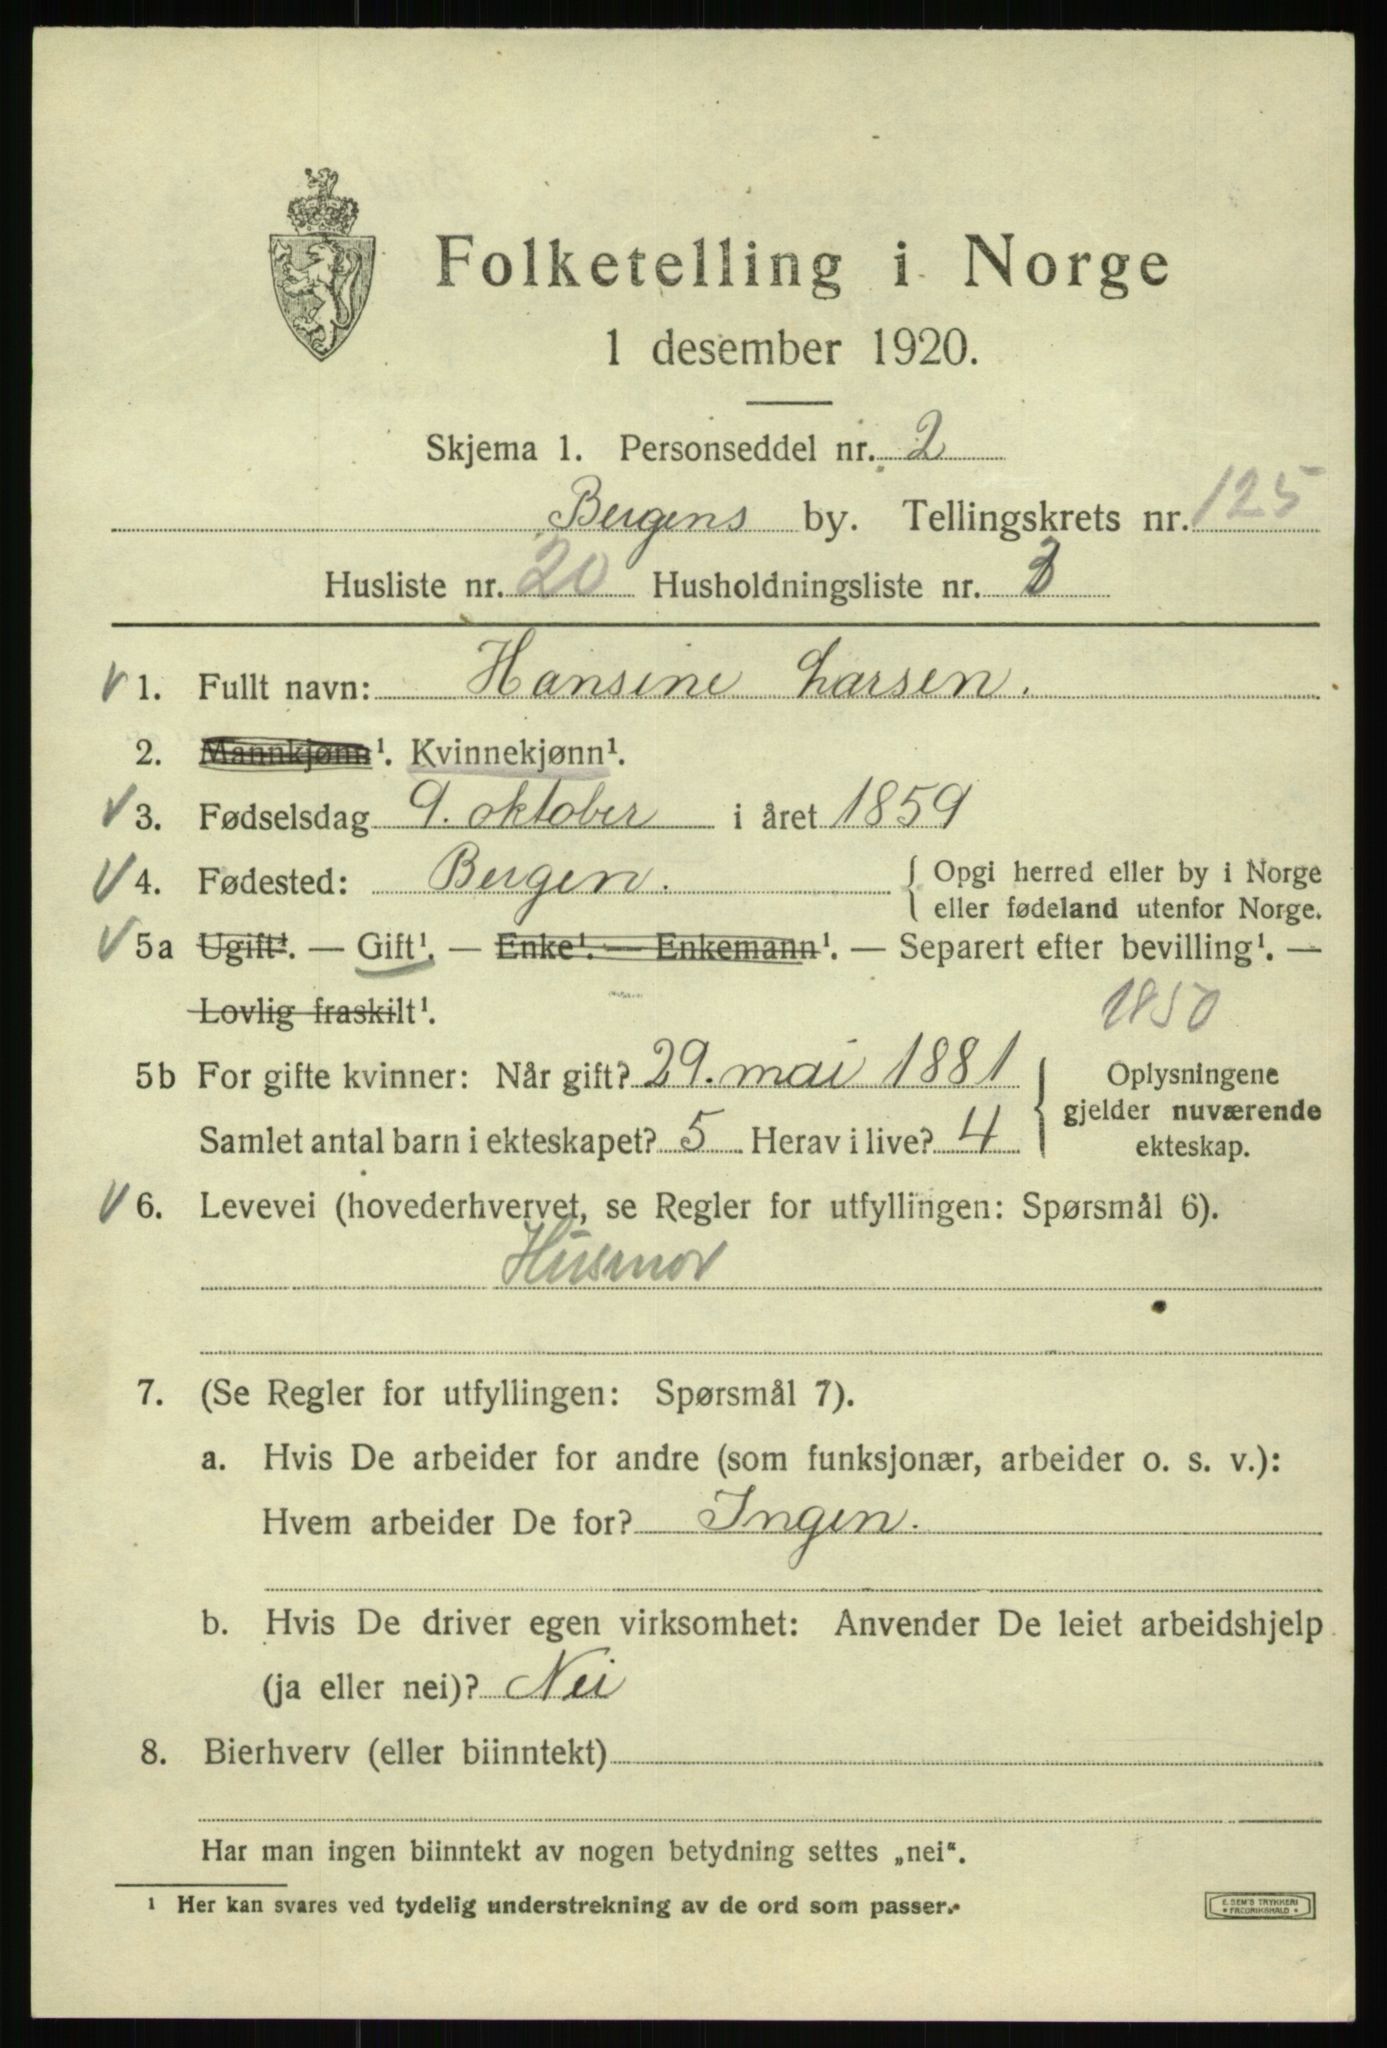 Folketelling i Norge
1 desember 1920.
Skjema 1. Personseddel nr. 2
Bergens by. Tellingskrets nr. 125
Husliste nr. 20 Husholdningsliste nr.
1. Fullt navn: Hansine Larsen.
2. Mannkjønn¹. Kvinnekjønn¹.
3. Fødselsdag 9. oktober i året 1859
4. Fødested: Bergen. { Opgi herred eller by i Norge
eller fødeland utenfor Norge.
5a Ugift¹. — Gift¹. — Enke¹. — Enkemann¹. — Separert efter bevilling¹. —
Lovlig fraskilt¹.
1850
5b For gifte kvinner: Når gift? 29. mai 1881
Samlet antal barn i ekteskapet? 5 Herav i live? 4
{ Oplysningene
gjelder nuværende
ekteskap.
6. Levevei (hovederhvervet, se Regler for utfyllingen: Spørsmål 6).
Husmor
7. (Se Regler for utfyllingen: Spørsmål 7).
a. Hvis De arbeider for andre (som funksjonær, arbeider o. s. v.):
Hvem arbeider De for? Ingen.
b. Hvis De driver egen virksomhet: Anvender De leiet arbeidshjelp
(ja eller nei)? Nei
8. Bierhverv (eller biinntekt)
Har man ingen biinntekt av nogen betydning settes „nei“.
¹ Her kan svares ved tydelig understrekning av de ord som passer.
E. SEM'S TRYKKERI
FREDRIKSHALD